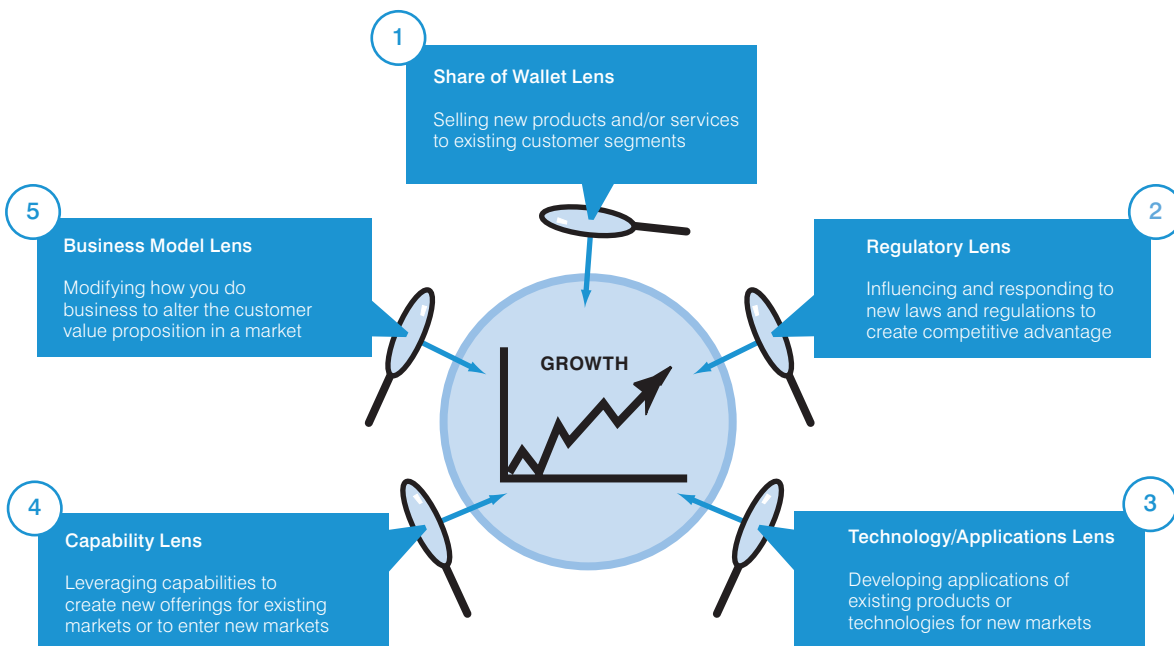 1
Share of Wallet Lens
Selling new products and/or services
to existing customer segments
2
Regulatory Lens
Influencing and responding to
new laws and regulations to
create competitive advantage
3
Technology/Applications Lens
Developing applications of
existing products or
technologies for new markets
4
Capability Lens
Leveraging capabilities to
create new offerings for existing
markets or to enter new markets
5
Business Model Lens
Modifying how you do
business to alter the customer
value proposition in a market
GROWTH